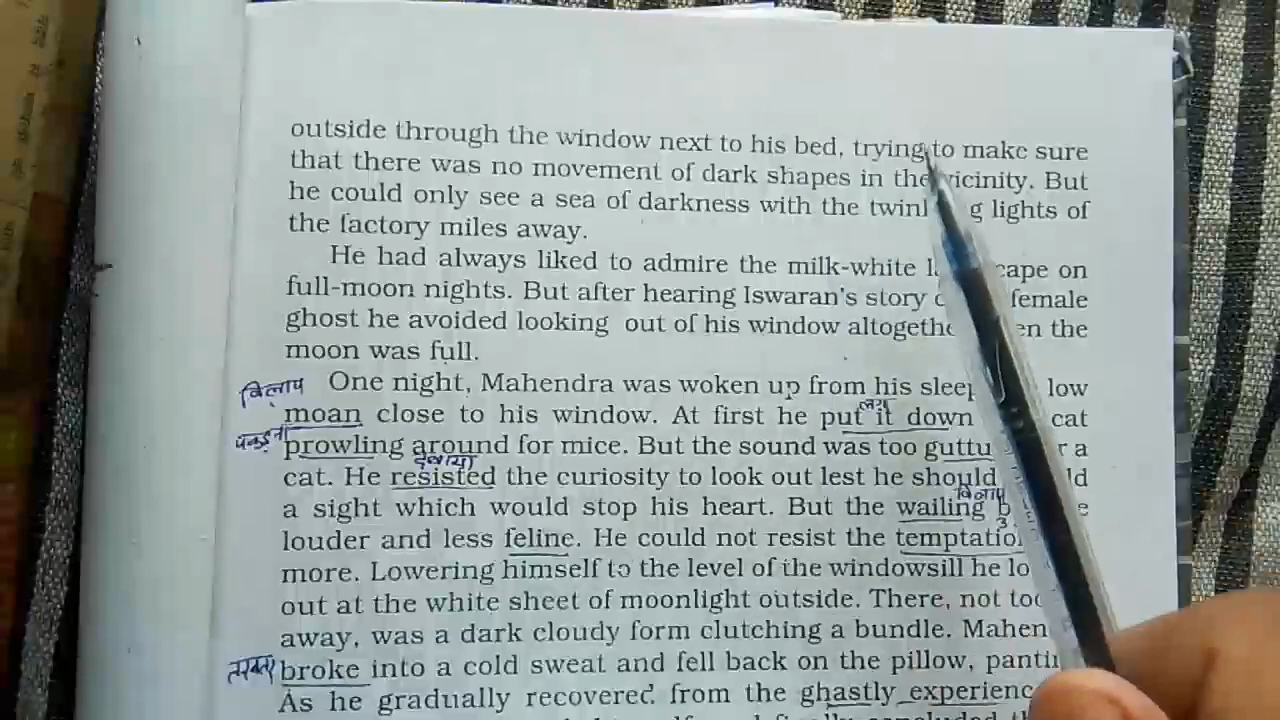 outside through the window next to his bed, trying to make sure
that there was no movement of dark shapes in the vicinity. But
he could only see a sea of darkness with the twinl g lights of
the factory miles away.
He had always liked to admire the milk-white cape on
full-moon nights. But after hearing Iswaran's story female
ghost he avoided looking out of his window altogethe en the
moon was full.
विलाप One night, Mahendra was woken up from his sleep low
moan close to his window. At first he put it down cat
prowling around for mice. But the sound was too guttu r a
cat. He resisted the curiosity to look out lest he should ld
विलाप
a sight which would stop his heart. But the wailing b e
louder and less feline. He could not resist the temptatio
more. Lowering himself to the level of the windowsill he lo
out at the white sheet of moonlight outside. There, not too
away, was a dark cloudy form clutching a bundle. Mahen
broke into a cold sweat and fell back on the pillow, panti
As he gradually recovered from the ghastly experienc